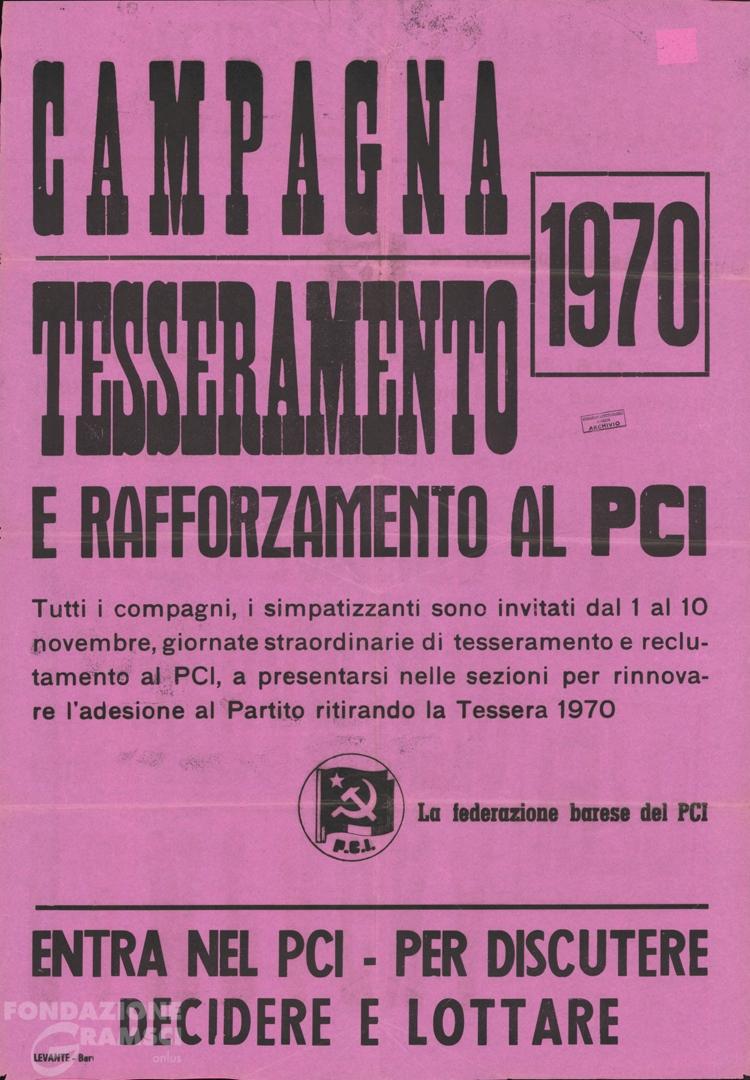 CAMPAGNA
1970
TESSERAMENTO
E RAFFORZAMENTO AL PCI
Tutti i compagni, i simpatizzanti sono invitati dal 1 al 10
novembre, giornate straordinarie di tesseramento e reclu-
tamento al PCI, a presentarsi nelle sezioni per rinnova-
re l'adesione al Partito ritirando la Tessera 1970
P.C.I.
La federazione barese del PCI
ENTRA NEL PCI - PER DISCUTERE
DECIDERE E LOTTARE
LEVANTE - Bari
FONDAZIONE
GRAMSCI
onlus
ARCHIVIO